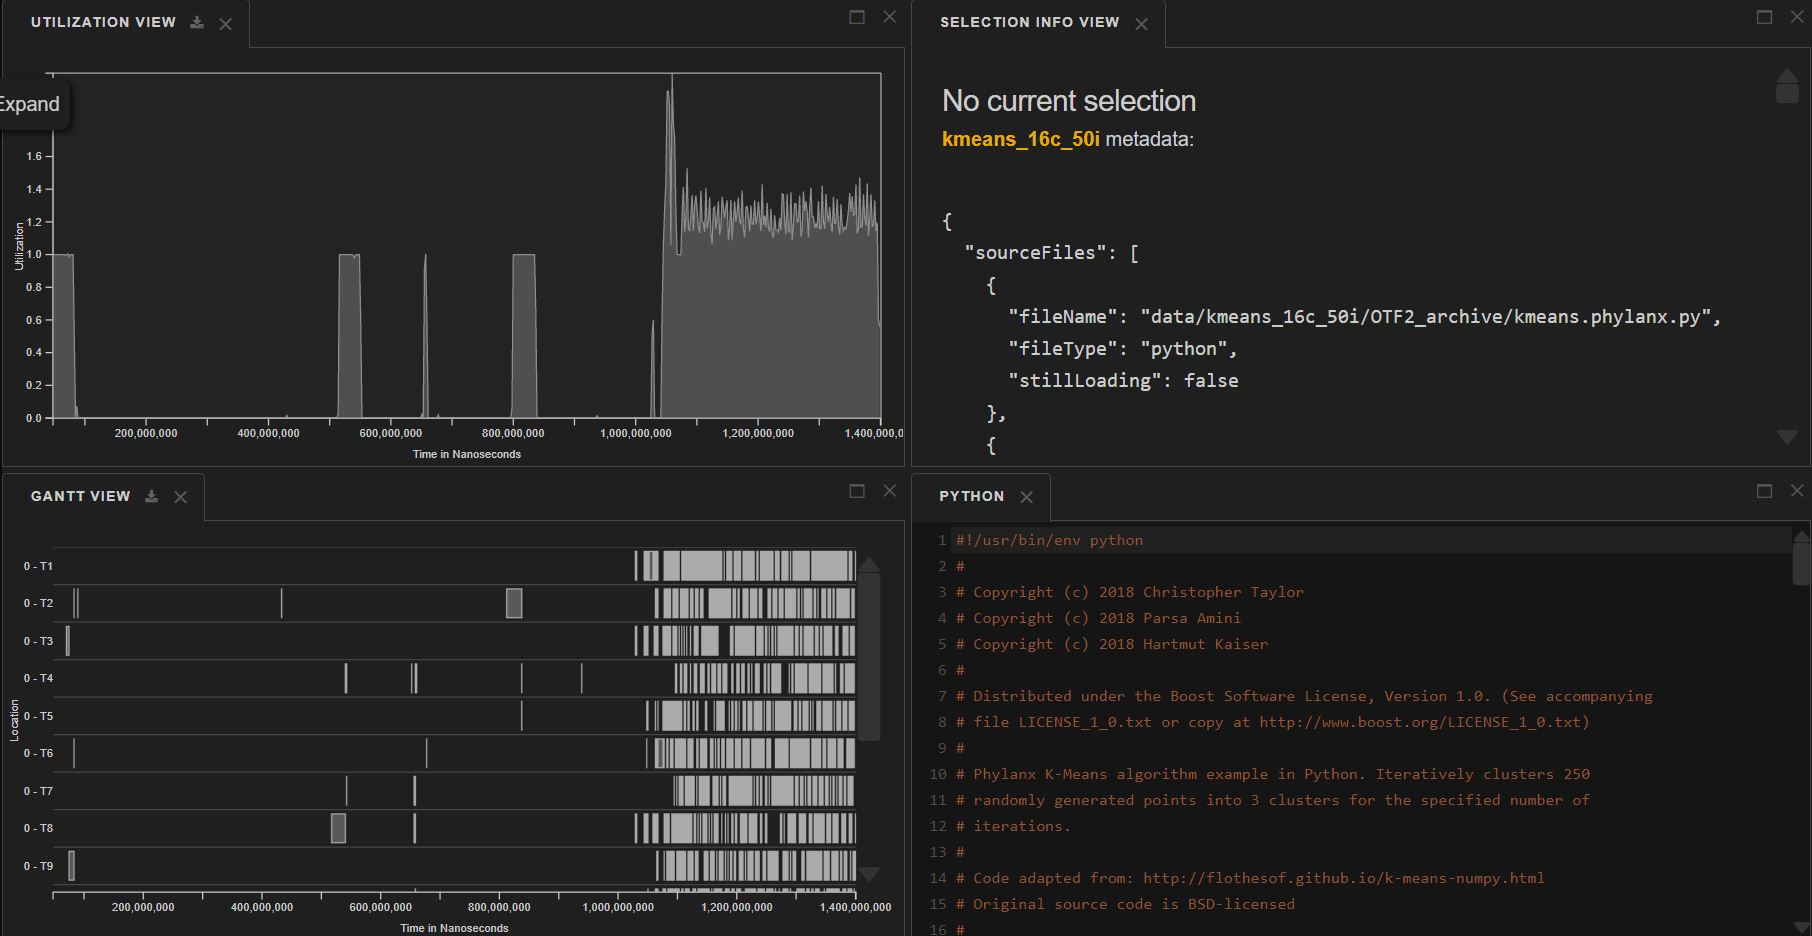 UTILIZATION VIEW
Expand
1.6
1.4
1.2
1.0
0.8
0.6
0.4
0.2
0.0
Utilization
200,000,000 400,000,000 600,000,000 800,000,000 1,000,000,000 1,200,000,000 1,400,000,0
Time in Nanoseconds
SELECTION INFO VIEW
No current selection
kmeans_16c_50i metadata:
{
"sourceFiles": [
{
"fileName": "data/kmeans_16c_50i/OTF2_archive/kmeans.phylanx.py",
"fileType": "python",
"stillLoading": false
},
{
GANTT VIEW
0 - T1
0 - T2
0 - T3
0 - T4
0 - T5
0 - T6
0 - T7
0 - T8
0 - T9
Location
200,000,000 400,000,000 600,000,000 800,000,000 1,000,000,000 1,200,000,000 1,400,000,000
Time in Nanoseconds
PYTHON
1 #!/usr/bin/env python
2 #
3 # Copyright (c) 2018 Christopher Taylor
4 # Copyright (c) 2018 Parsa Amini
5 # Copyright (c) 2018 Hartmut Kaiser
6 #
7 # Distributed under the Boost Software License, Version 1.0. (See accompanying
8 # file LICENSE_1_0.txt or copy at http://www.boost.org/LICENSE_1_0.txt)
9 #
10 # Phylanx K-Means algorithm example in Python. Iteratively clusters 250
11 # randomly generated points into 3 clusters for the specified number of
12 # iterations.
13 #
14 # Code adapted from: http://flothesof.github.io/k-means-numpy.html
15 # Original source code is BSD-licensed
16 #